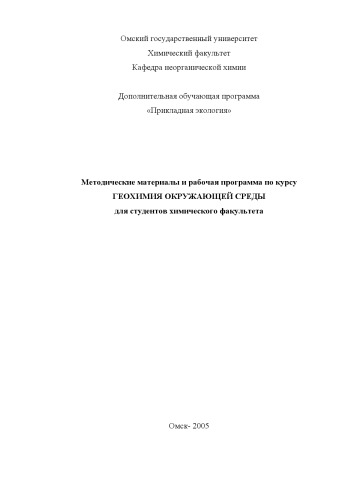 Омский государственный университет
Химический факультет
Кафедра неорганической химии
Дополнительная обучающая программа
«Прикладная экология»
Методические материалы и рабочая программа по курсу
ГЕОХИМИЯ ОКРУЖАЮЩЕЙ СРЕДЫ
для студентов химического факультета
Омск- 2005